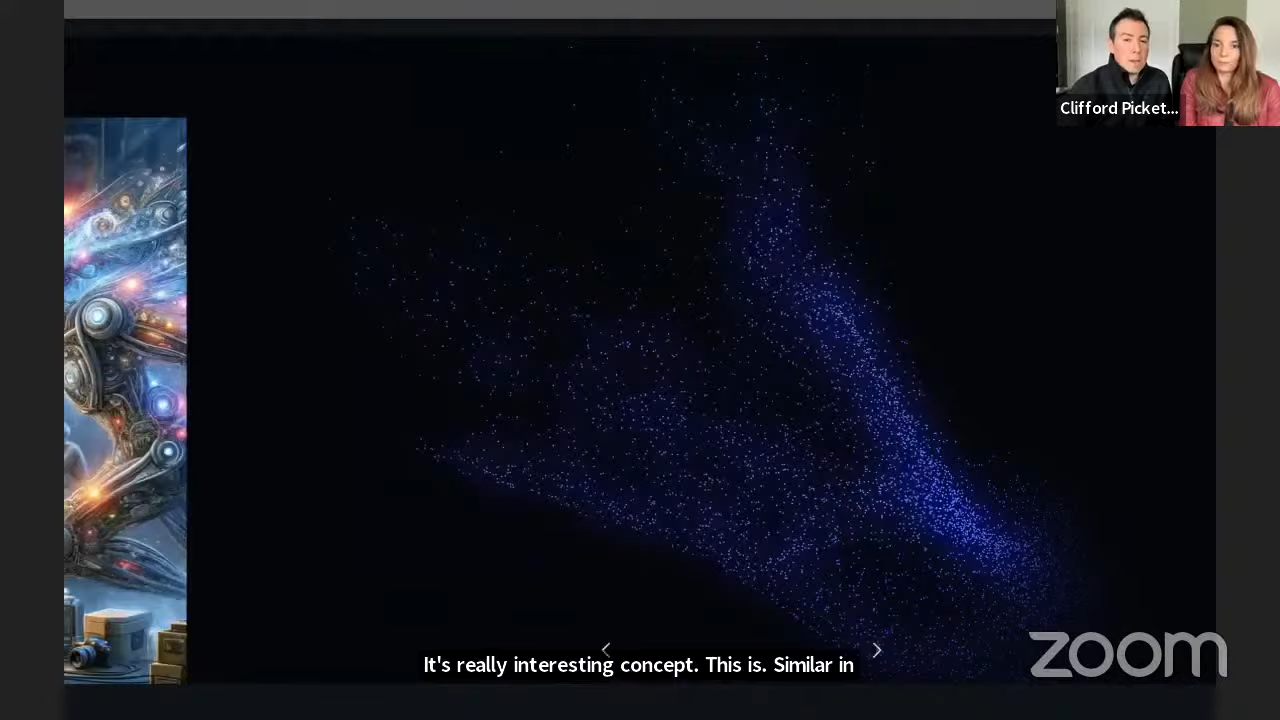 Clifford Picket...
It's really interesting concept. This is. Similar in
zoom